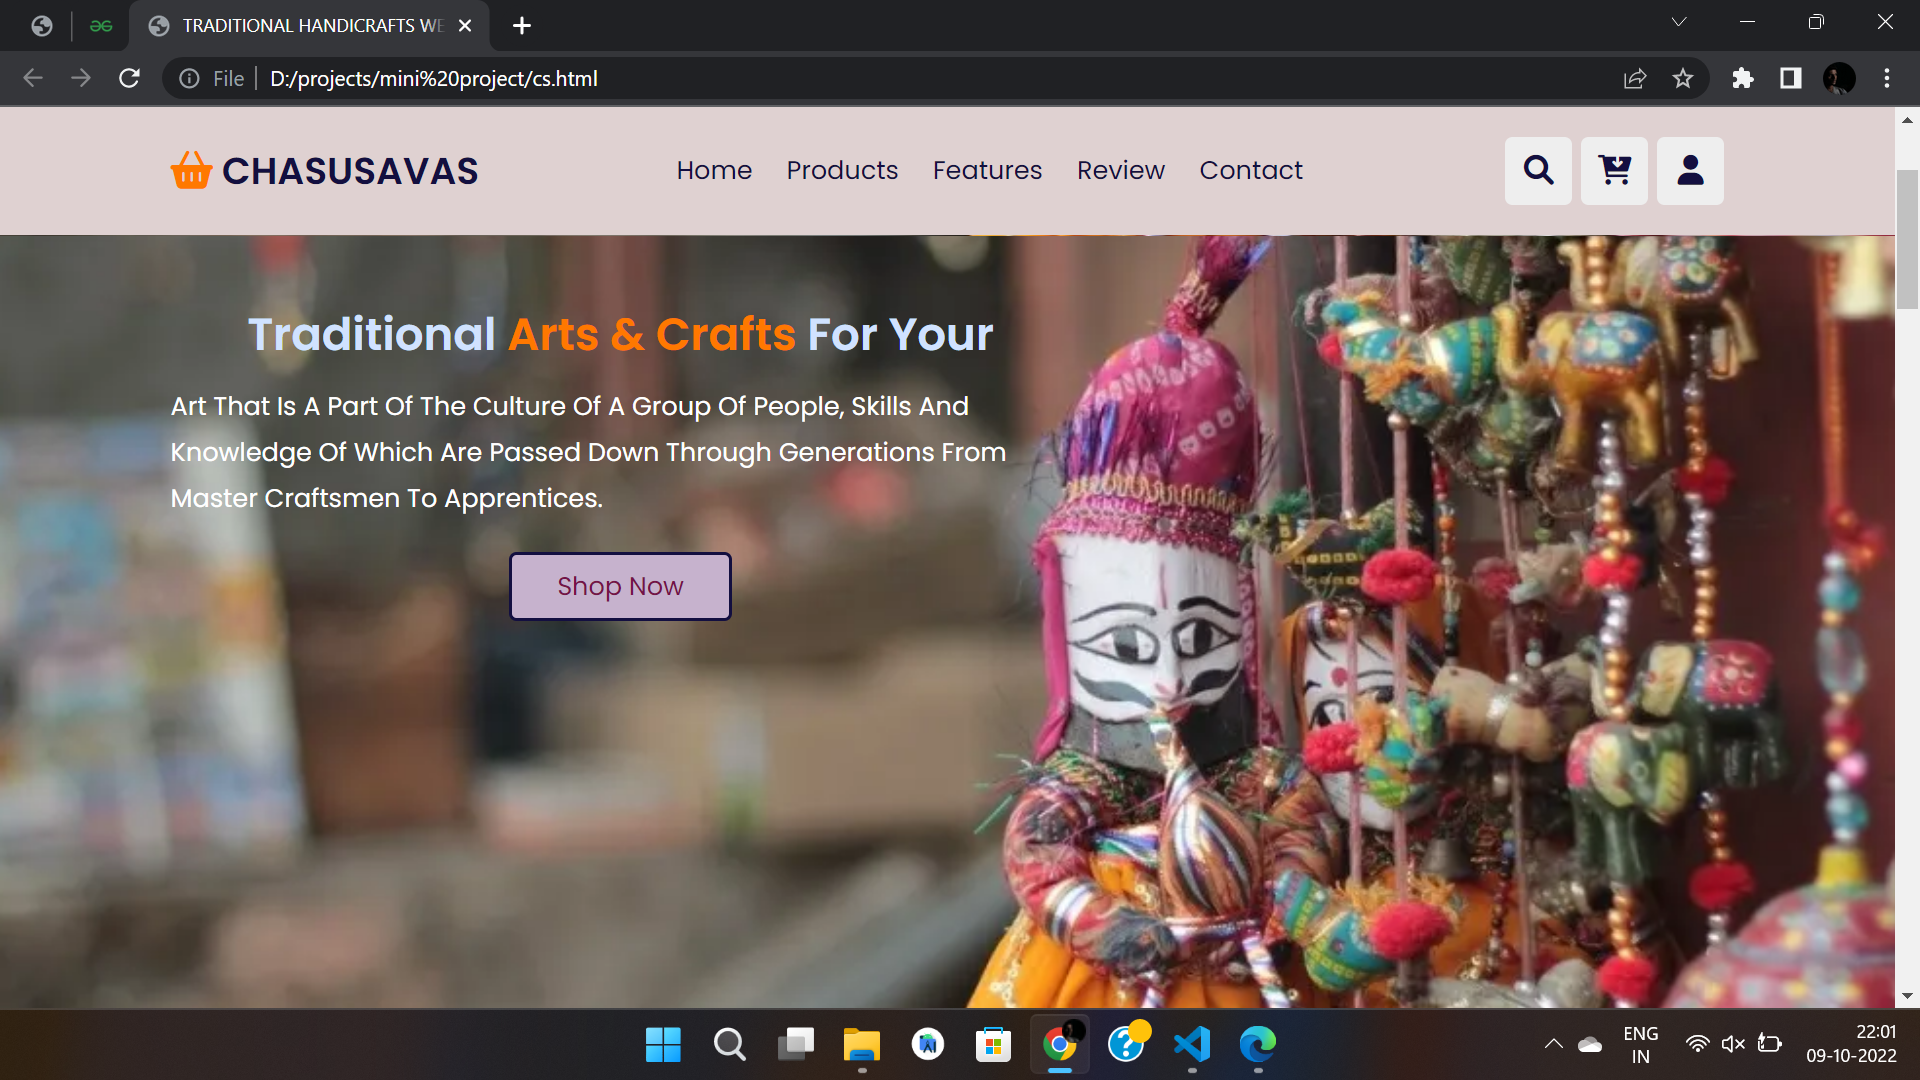 TRADITIONAL HANDICRAFTS WE
File
D:/projects/mini%20project/cs.html
CHASUSAVAS
Home
Products
Features
Review
Contact
Traditional Arts & Crafts For Your
Art That Is A Part Of The Culture Of A Group Of People, Skills And
Knowledge Of Which Are Passed Down Through Generations From
Master Craftsmen To Apprentices.
Shop Now
ENG
IN
22:01
09-10-2022